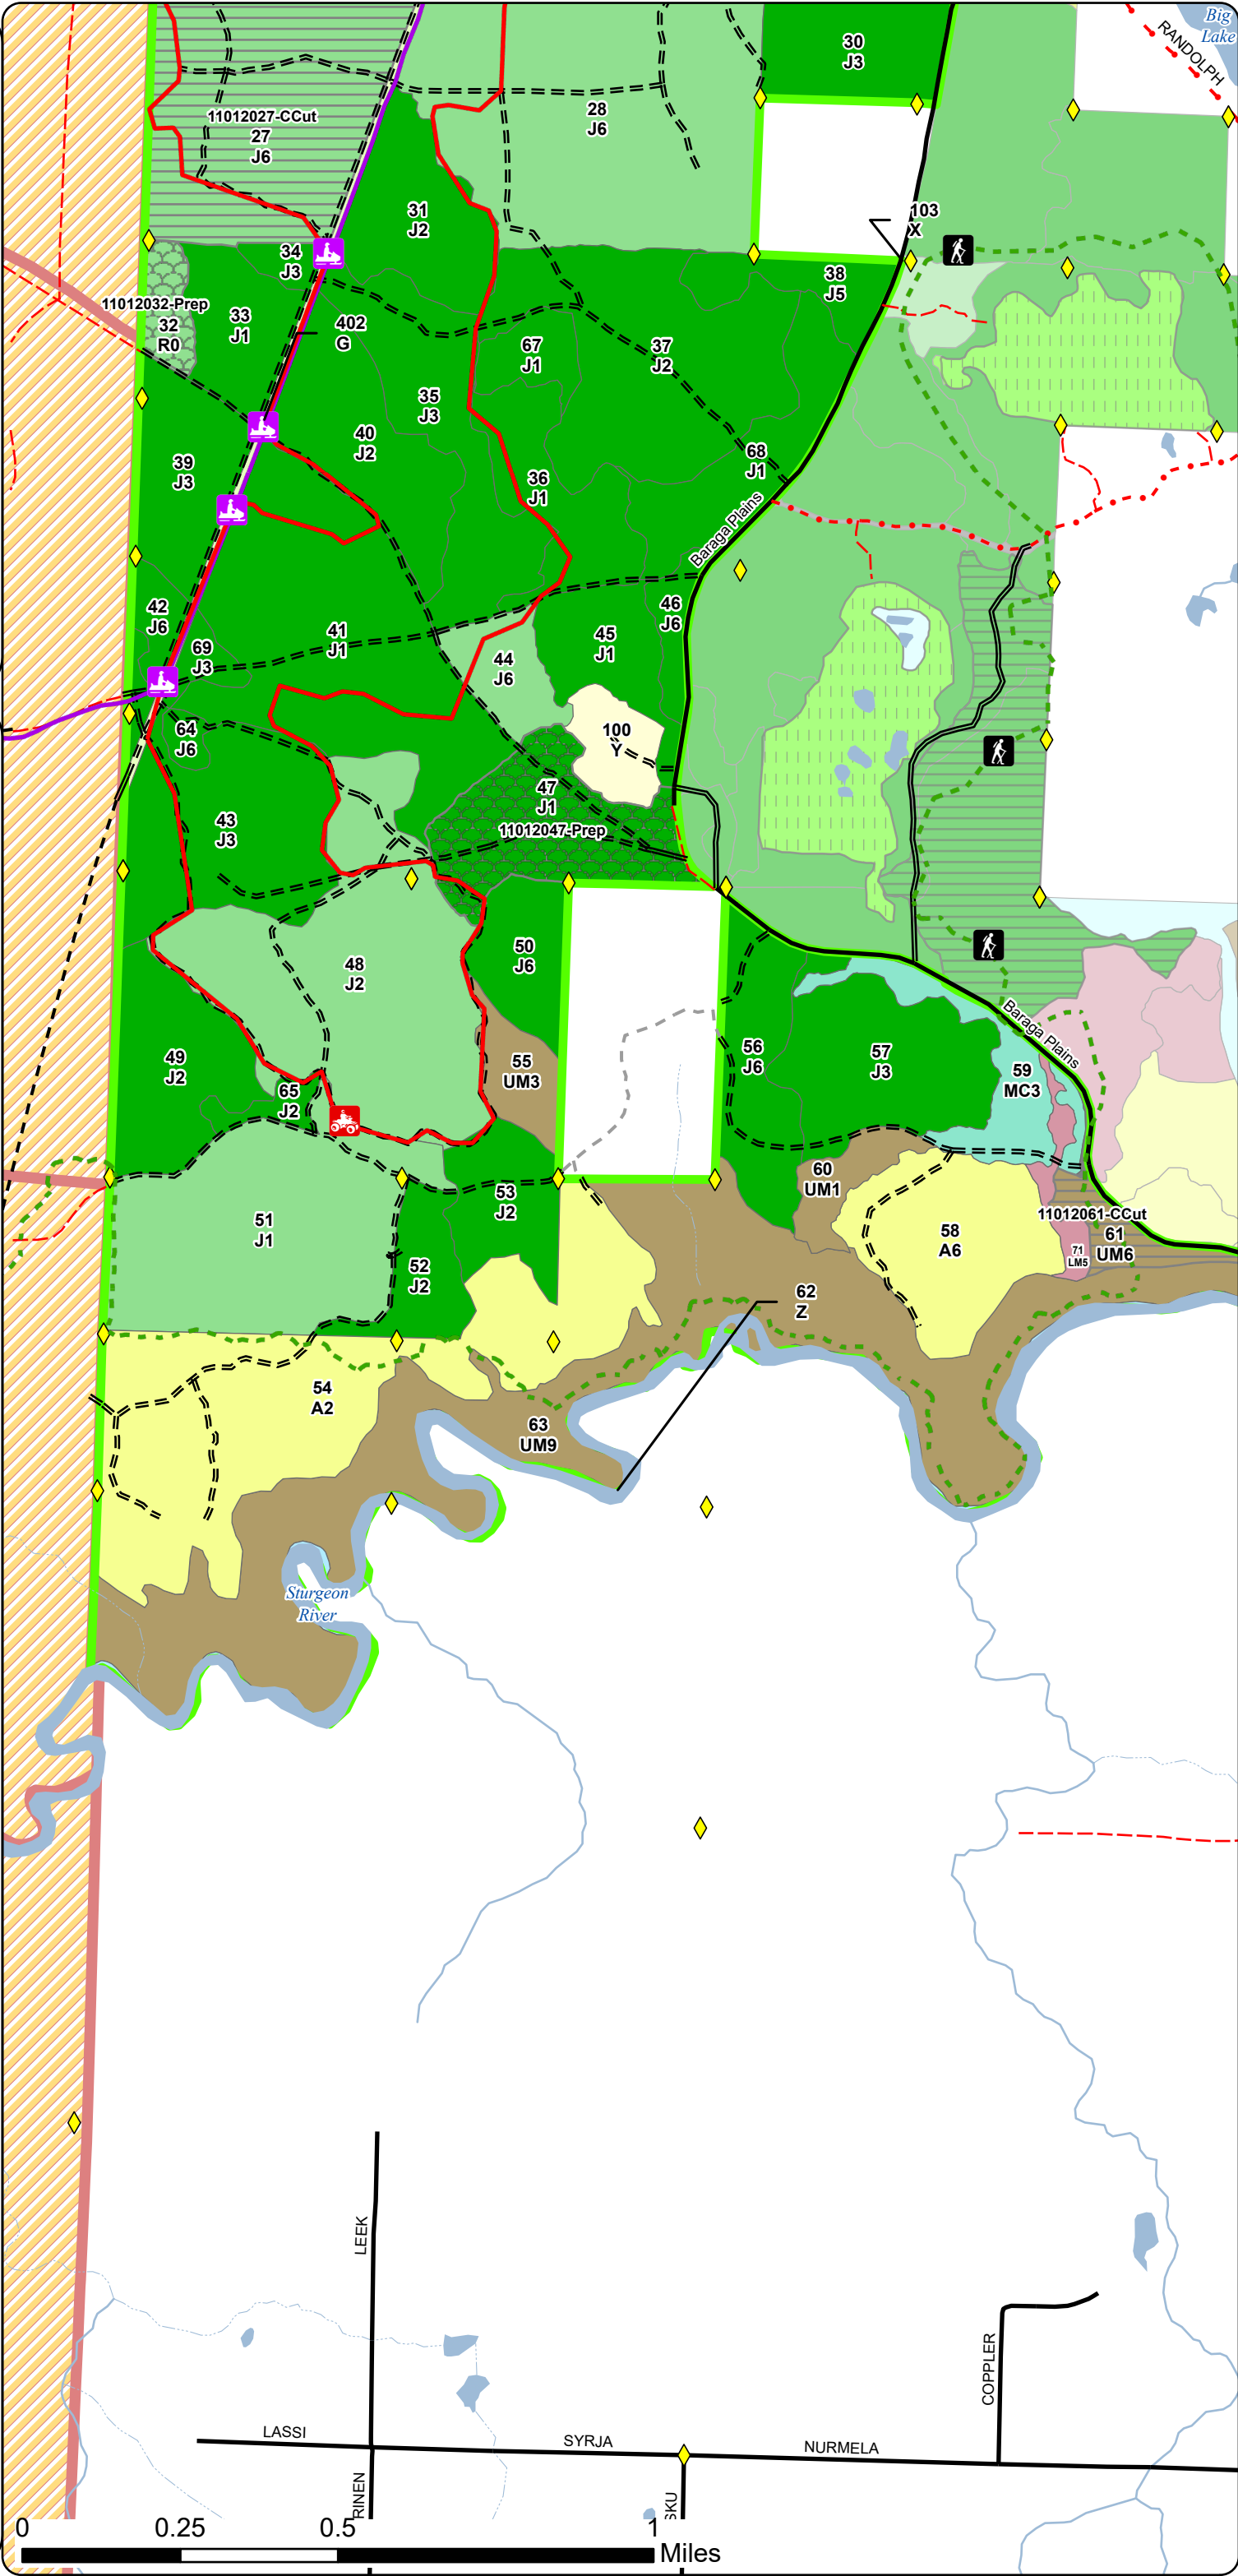 Big
Lake
RANDOLPH
30
J3
28
J6
11012027-CCut
27
J6
31
J2
103
X
34
J3
38
J5
11012032-Prep
32
R0
33
J1
402
G
67
J1
37
J2
35
J3
40
J2
39
J3
68
J1
36
J1
Baraga Plains
42
J6
46
J6
41
J1
45
J1
69
J3
44
J6
64
J6
100
Y
47
J1
11012047-Prep
43
J3
50
J6
48
J2
Baraga Plains
49
J2
55
UM3
56
J6
57
J3
59
MC3
65
J2
60
UM1
53
J2
51
J1
11012061-CCut
61
UM6
58
A6
71
LM5
52
J2
62
Z
54
A2
63
UM9
Sturgeon
River
LEEK
COPPLER
LASSI
SYRJA
NURMELA
RINEN
SKU
0
0.25
0.5
1
Miles